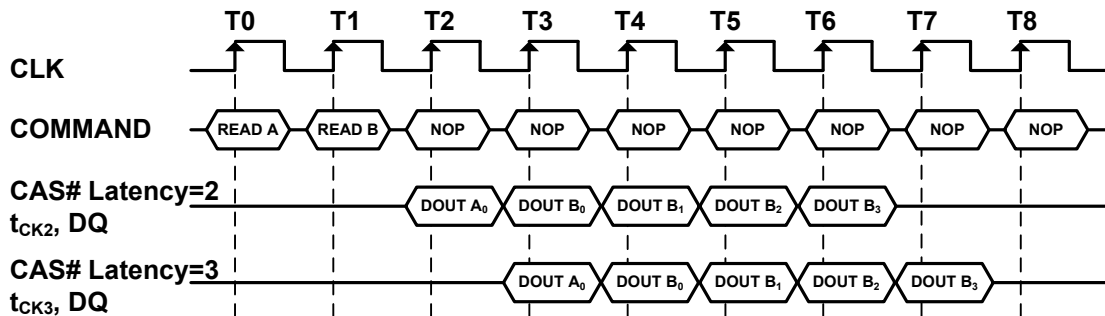 T0 T1 T2 T3 T4 T5 T6 T7 T8
CLK
COMMAND READ A READ B NOP NOP NOP NOP NOP NOP NOP
CAS# Latency=2
t_CK2, DQ DOUT A₀ DOUT B₀ DOUT B₁ DOUT B₂ DOUT B₃
CAS# Latency=3
t_CK3, DQ DOUT A₀ DOUT B₀ DOUT B₁ DOUT B₂ DOUT B₃